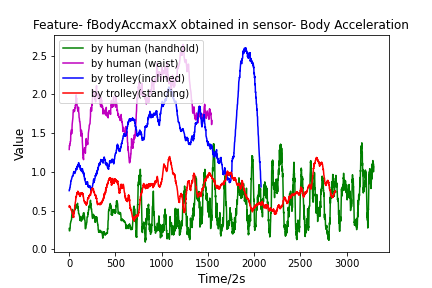 Feature- fBodyAccmaxX obtained in sensor- Body Acceleration
by human (handhold)
by human (waist)
by trolley(inclined)
by trolley(standing)
Value
2.5
2.0
1.5
1.0
0.5
0.0
0 500 1000 1500 2000 2500 3000
Time/2s